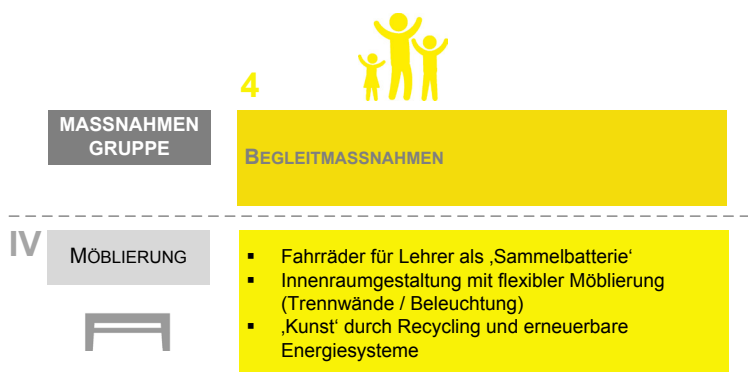 4
MASSNAHMEN
GRUPPE
BEGLEITMASSNAHMEN
IV
MÖBLIERUNG
▪ Fahrräder für Lehrer als ‚Sammelbatterie‘
▪ Innenraumgestaltung mit flexibler Möblierung
(Trennwände / Beleuchtung)
▪ ‚Kunst‘ durch Recycling und erneuerbare
Energiesysteme